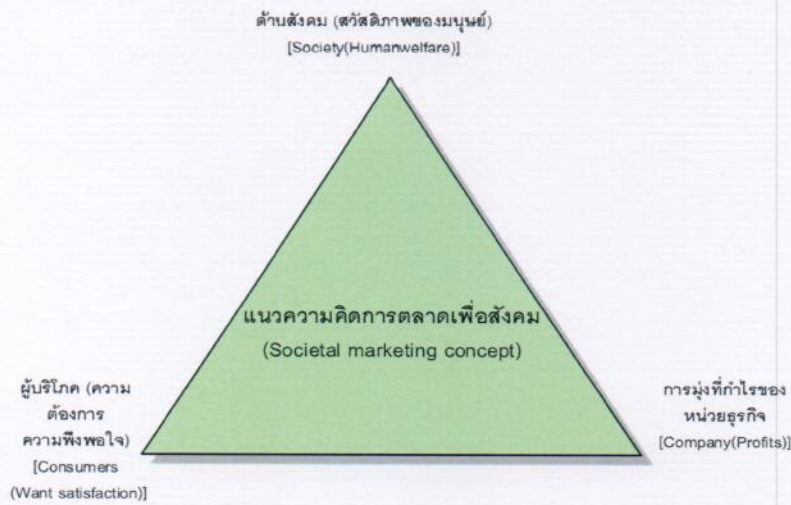 ด้านสังคม (สวัสดิภาพของมนุษย์)
[Society(Humanwelfare)]
แนวความคิดการตลาดเพื่อสังคม
(Societal marketing concept)
ผู้บริโภค (ความ
ต้องการ
ความพึงพอใจ)
[Consumers
(Want satisfaction)]
การมุ่งที่กำไรของ
หน่วยธุรกิจ
[Company(Profits)]